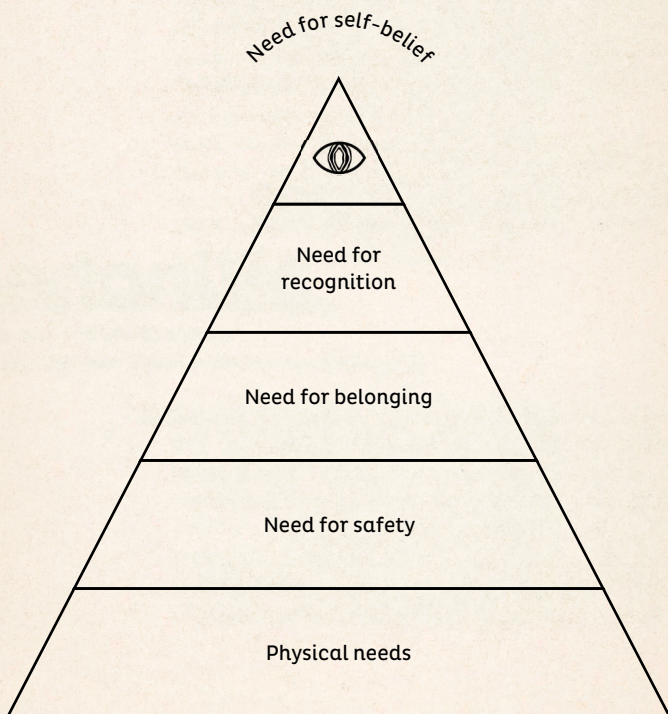 Need for self-belief
Need for
recognition
Need for belonging
Need for safety
Physical needs